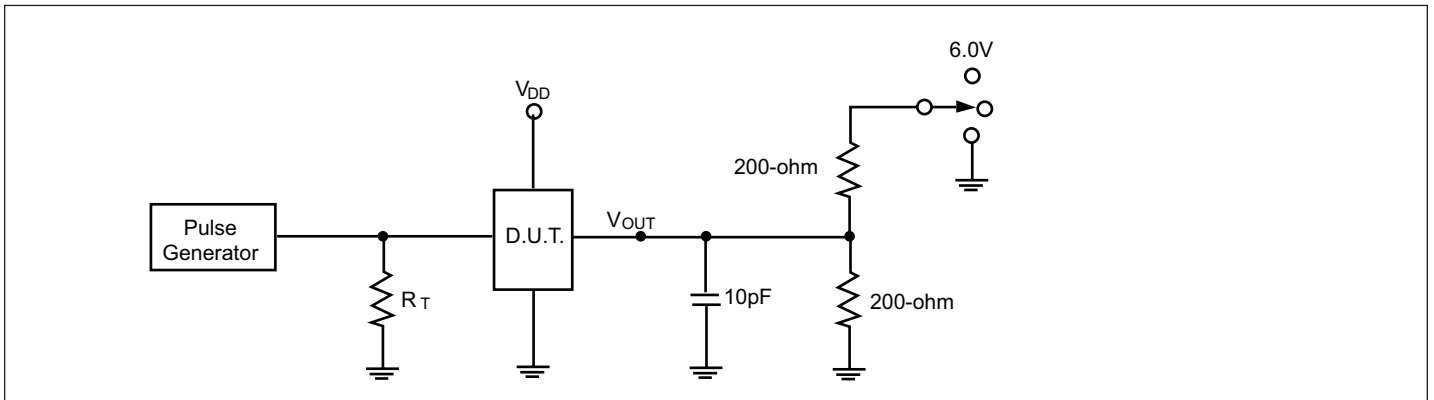 6.0V
VDD
200-ohm
Pulse
Generator
D.U.T.
VOUT
RT
10pF
200-ohm